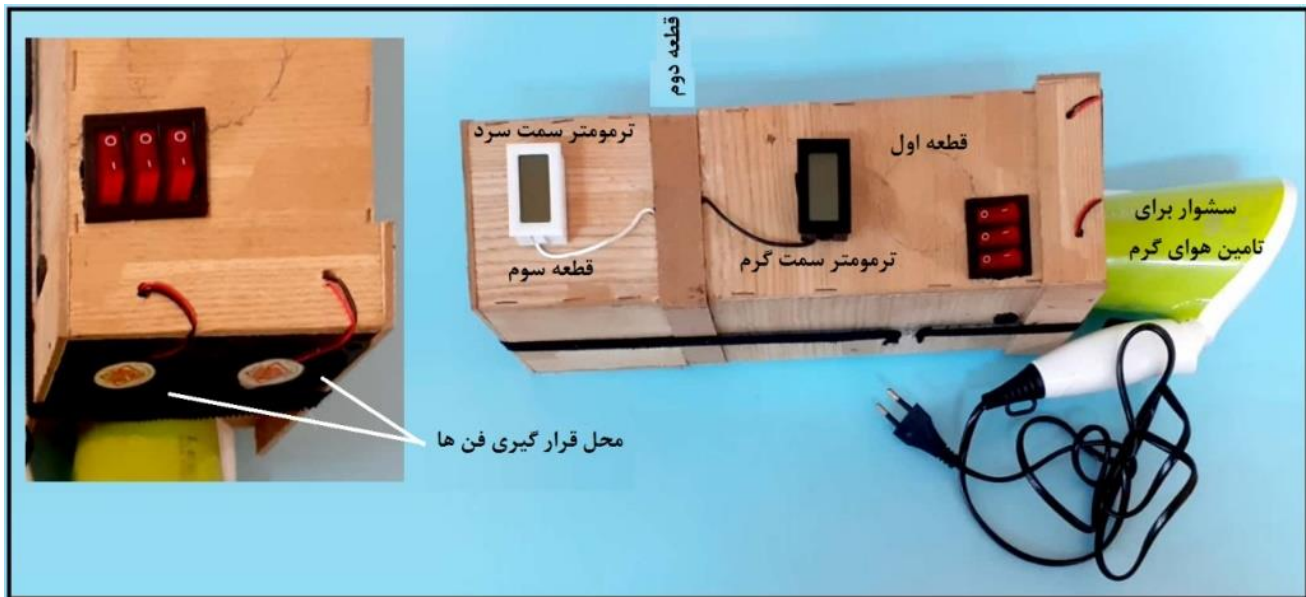 قطعه دوم
ترمومتر سمت سرد
قطعه اول
سشوار برای
تامین هوای گرم
ترمومتر سمت گرم
قطعه سوم
محل قرار گیری فن ها